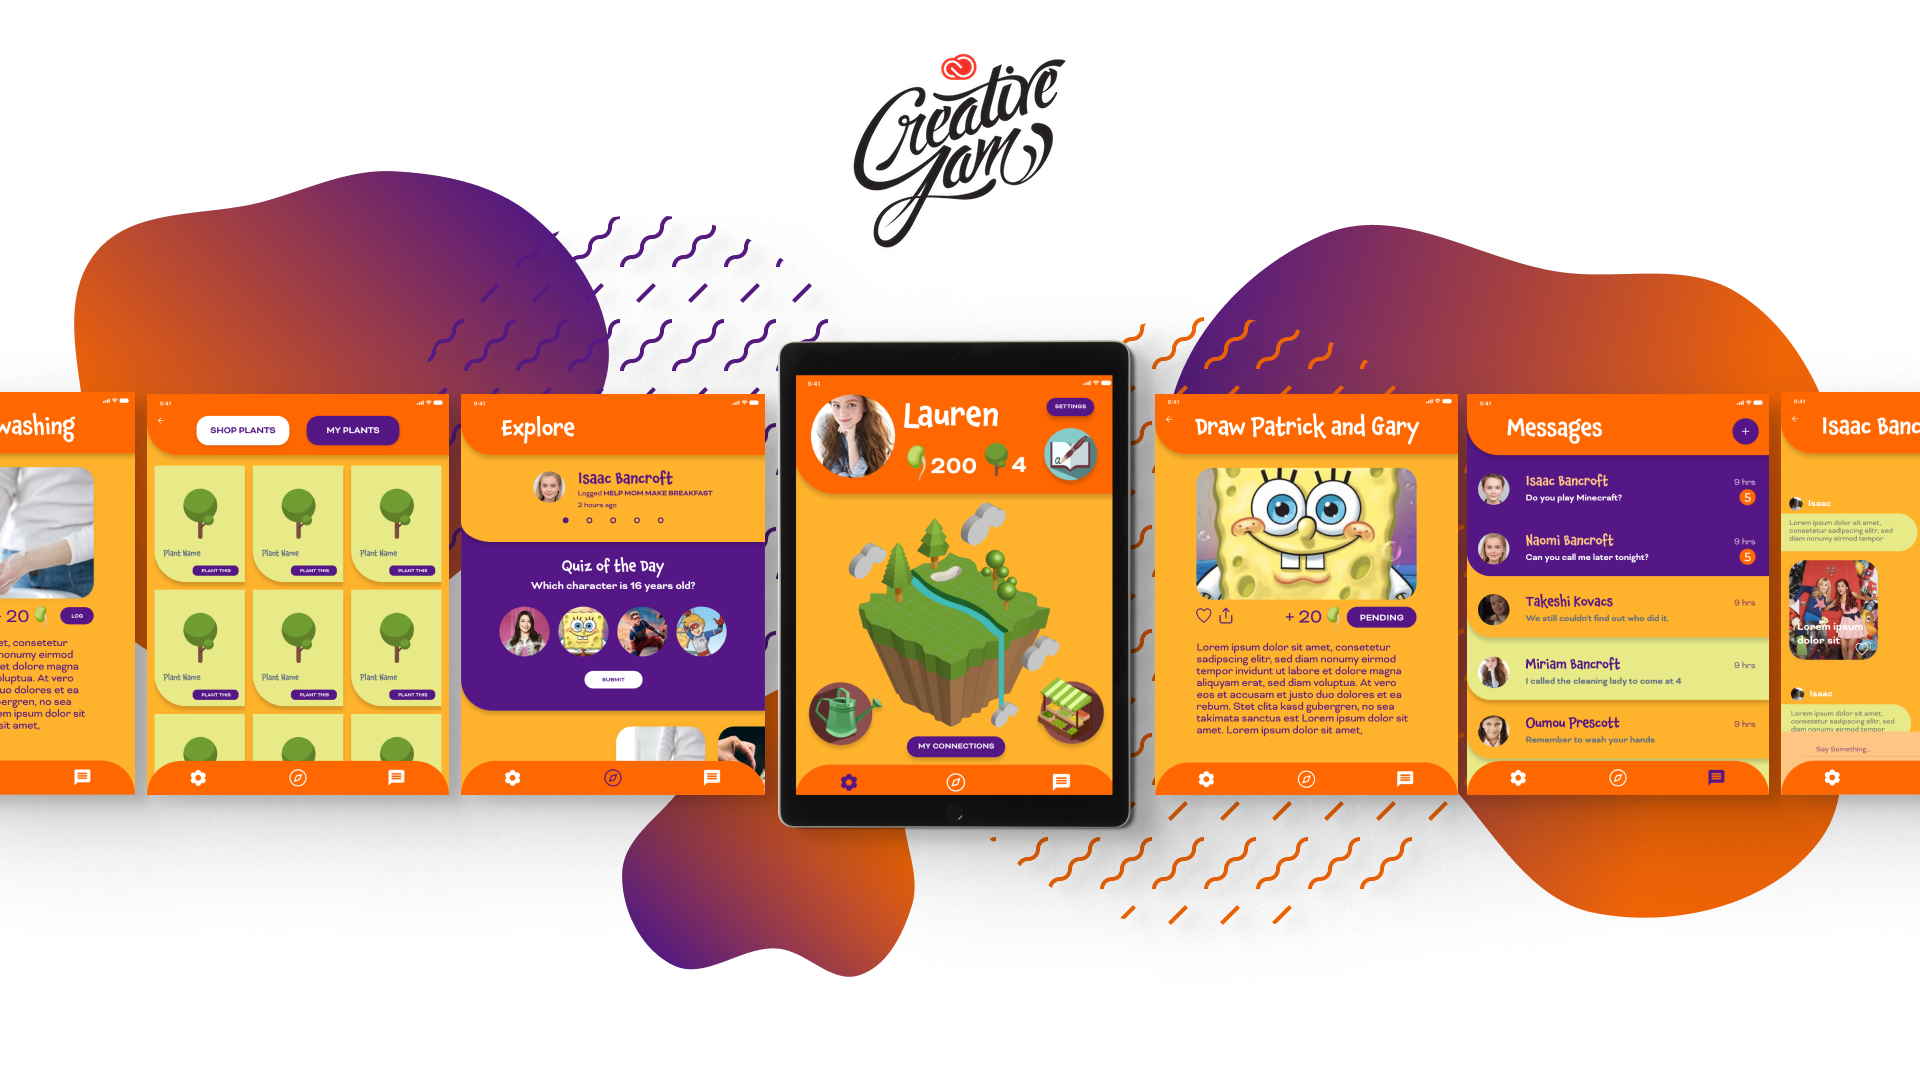 Creative
Jam
washing
+ 20
LOG
et, consetetur
nonumy eirmod
et dolore magna
oluptua. At vero
uo dolores et ea
bergren, no sea
em ipsum dolor sit
sit amet,
9:41
SHOP PLANTS
MY PLANTS
Plant Name
PLANT THIS
Plant Name
PLANT THIS
Plant Name
PLANT THIS
Plant Name
PLANT THIS
Plant Name
PLANT THIS
Plant Name
PLANT THIS
9:41
Explore
Isaac Bancroft
Logged HELP MOM MAKE BREAKFAST
2 hours ago
Quiz of the Day
Which character is 16 years old?
SUBMIT
9:41
Lauren
SETTINGS
200
4
a
MY CONNECTIONS
9:41
Draw Patrick and Gary
+ 20
PENDING
Lorem ipsum dolor sit amet, consetetur
sadipscing elitr, sed diam nonumy eirmod
tempor invidunt ut labore et dolore magna
aliquyam erat, sed diam voluptua. At vero
eos et accusam et justo duo dolores et ea
rebum. Stet clita kasd gubergren, no sea
takimata sanctus est Lorem ipsum dolor sit
amet. Lorem ipsum dolor sit amet,
9:41
Messages
+
Isaac Bancroft
9 hrs
Do you play Minecraft?
5
Naomi Bancroft
9 hrs
Can you call me later tonight?
5
Takeshi Kovacs
9 hrs
We still couldn't find out who did it.
Miriam Bancroft
9 hrs
I called the cleaning lady to come at 4
Oumou Prescott
9 hrs
Remember to wash your hands
9:41
Isaac Banc
Isaac
Lorem ipsum dolor sit amet,
consetetur sadipscing elitr, sed
diam nonumy eirmod tempor
Lorem ipsum
dolor sit
Isaac
Lorem ipsum dolor sit amet,
consetetur sadipscing elitr, sed
diam nonumy eirmod tempor
Say Something...